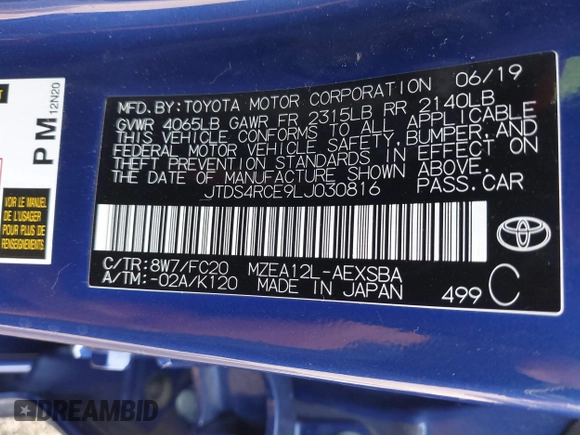 MFD. BY: TOYOTA MOTOR CORPORATION 06/19
GVWR 4065LB GAWR FR 2315LB RR 2140LB
THIS VEHICLE CONFORMS TO ALL APPLICABLE
FEDERAL MOTOR VEHICLE SAFETY, BUMPER, AND
THEFT PREVENTION STANDARDS IN EFFECT ON
THE DATE OF MANUFACTURE SHOWN ABOVE.
JTDS4RCE9LJ030816 PASS.CAR
C/TR: 8W7/FC20 MZEA12L-AEXSBA
A/TM: -02A/K120 MADE IN JAPAN
499 C
TOYOTA
PM
12N20
VOIR LE MANUEL
DE L'USAGER
POUR PLUS DE
RENSEIGNEMENTS.
DREAMBID